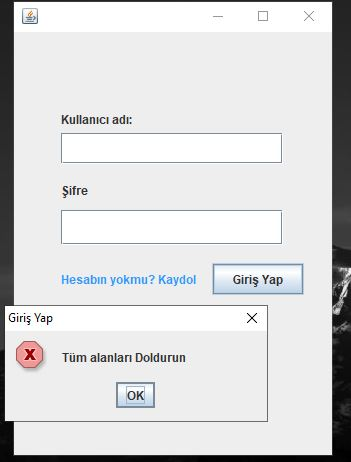 Kullanıcı adı:
Şifre
Hesabın yokmu? Kaydol
Giriş Yap
Giriş Yap
Tüm alanları Doldurun
OK